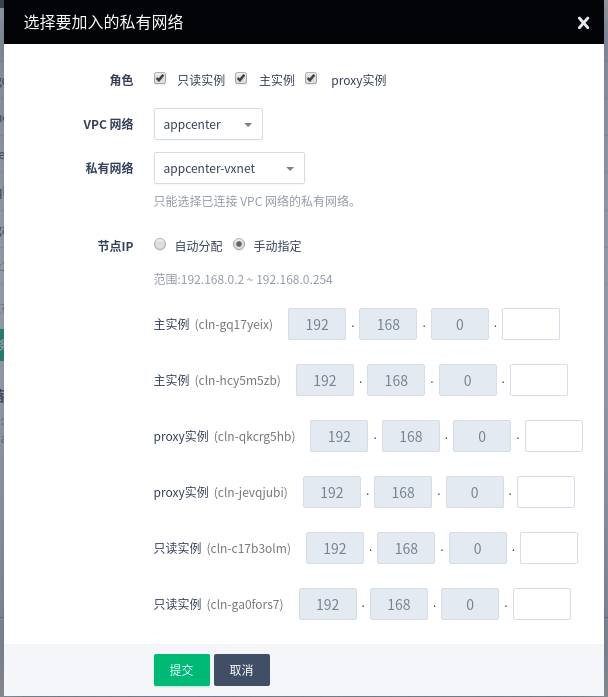 选择要加入的私有网络
角色 只读实例 主实例 proxy实例
VPC 网络 appcenter
私有网络 appcenter-vxnet
只能选择已连接 VPC 网络的私有网络。
节点IP 自动分配 手动指定
范围:192.168.0.2 ~ 192.168.0.254
主实例 (cln-gq17yeix) 192 . 168 . 0 .
主实例 (cln-hcy5m5zb) 192 . 168 . 0 .
proxy实例 (cln-qkcrg5hb) 192 . 168 . 0 .
proxy实例 (cln-jevqjubi) 192 . 168 . 0 .
只读实例 (cln-c17b3olm) 192 . 168 . 0 .
只读实例 (cln-ga0fors7) 192 . 168 . 0 .
提交 取消